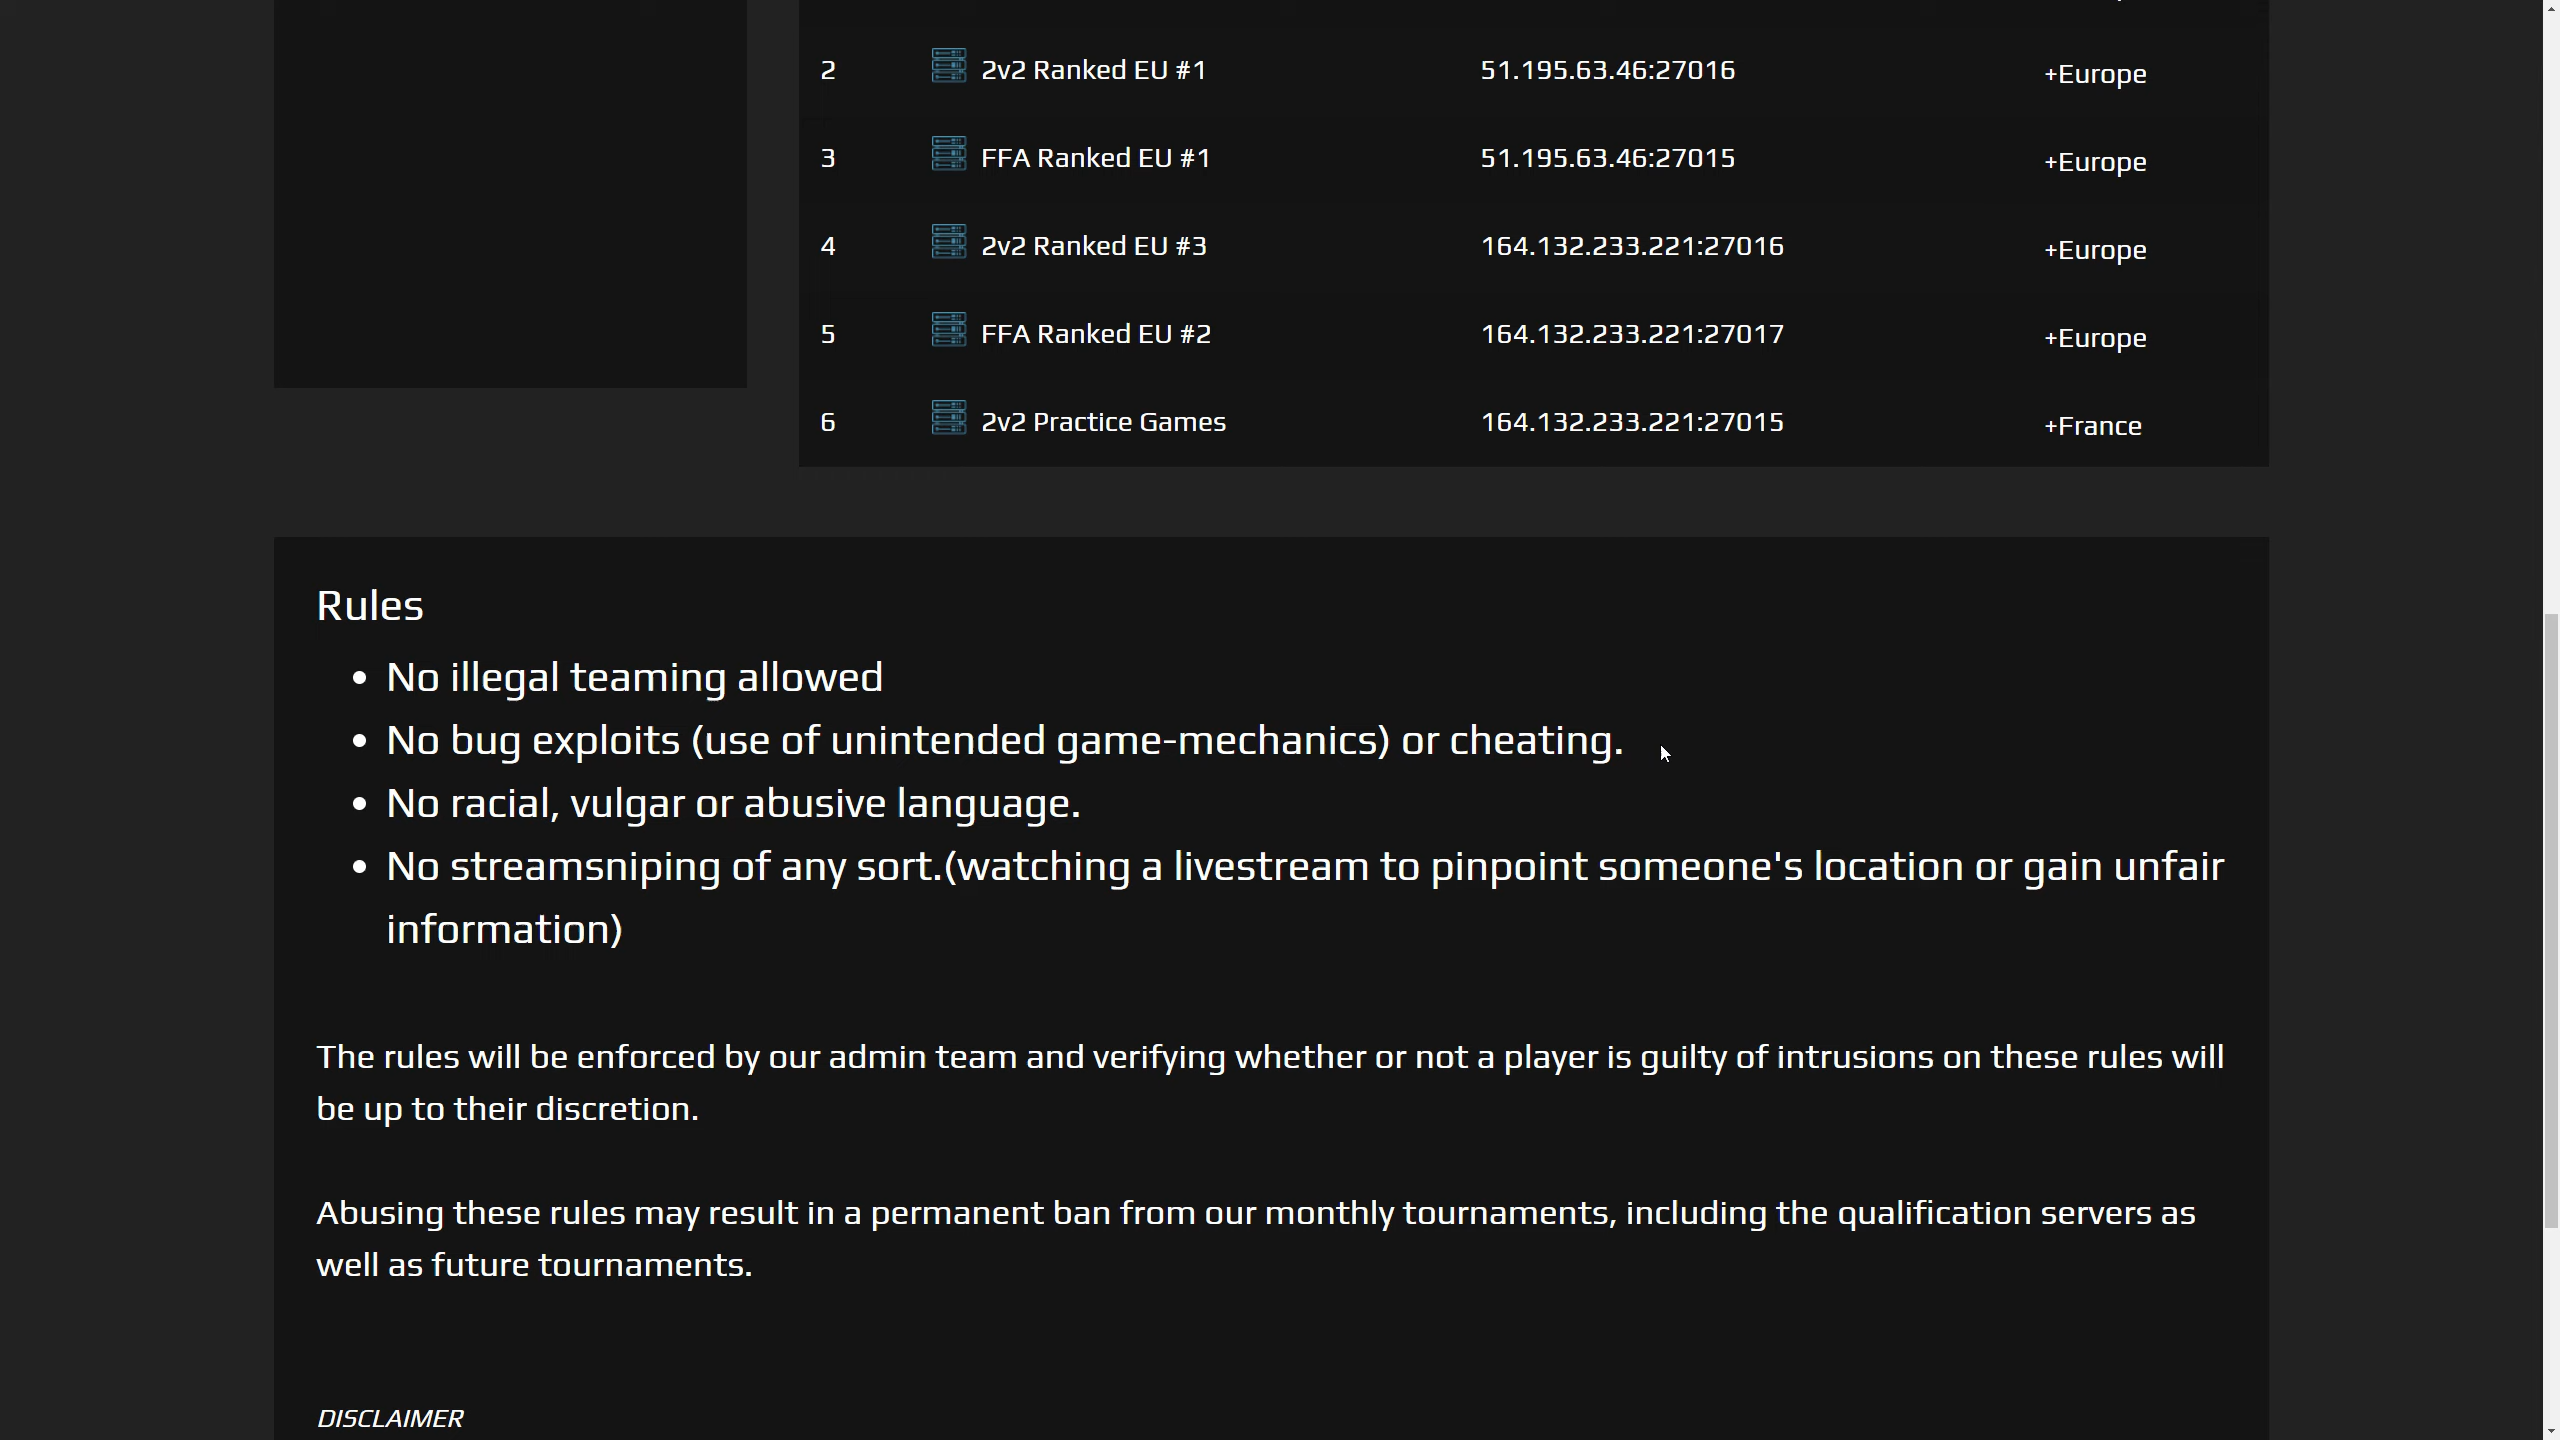 2 2v2 Ranked EU #1 51.195.63.46:27016 +Europe
3 FFA Ranked EU #1 51.195.63.46:27015 +Europe
4 2v2 Ranked EU #3 164.132.233.221:27016 +Europe
5 FFA Ranked EU #2 164.132.233.221:27017 +Europe
6 2v2 Practice Games 164.132.233.221:27015 +France
Rules
• No illegal teaming allowed
• No bug exploits (use of unintended game-mechanics) or cheating.
• No racial, vulgar or abusive language.
• No streamsniping of any sort.(watching a livestream to pinpoint someone's location or gain unfair
information)
The rules will be enforced by our admin team and verifying whether or not a player is guilty of intrusions on these rules will
be up to their discretion.
Abusing these rules may result in a permanent ban from our monthly tournaments, including the qualification servers as
well as future tournaments.
DISCLAIMER